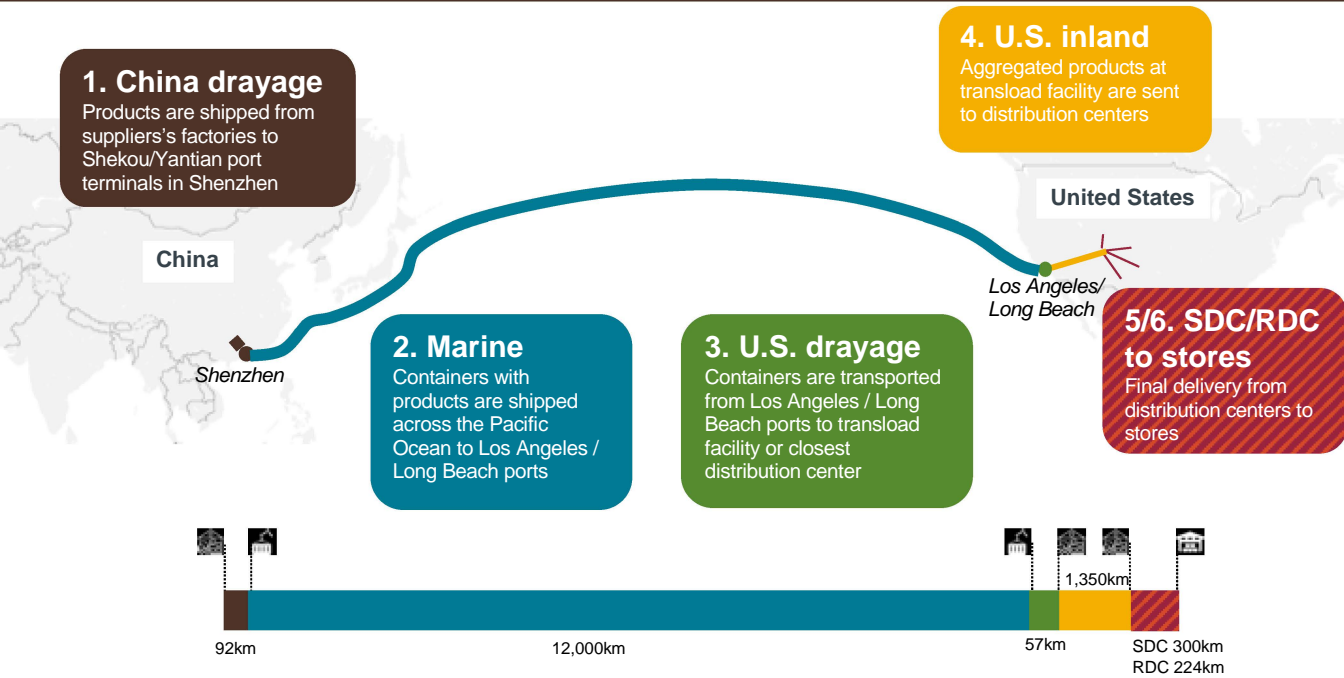 1. China drayage
Products are shipped from
suppliers's factories to
Shekou/Yantian port
terminals in Shenzhen
4. U.S. inland
Aggregated products at
transload facility are sent
to distribution centers
United States
China
Los Angeles/
Long Beach
Shenzhen
2. Marine
Containers with
products are shipped
across the Pacific
Ocean to Los Angeles /
Long Beach ports
3. U.S. drayage
Containers are transported
from Los Angeles / Long
Beach ports to transload
facility or closest
distribution center
5/6. SDC/RDC
to stores
Final delivery from
distribution centers to
stores
1,350km
92km
12,000km
57km
SDC 300km
RDC 224km